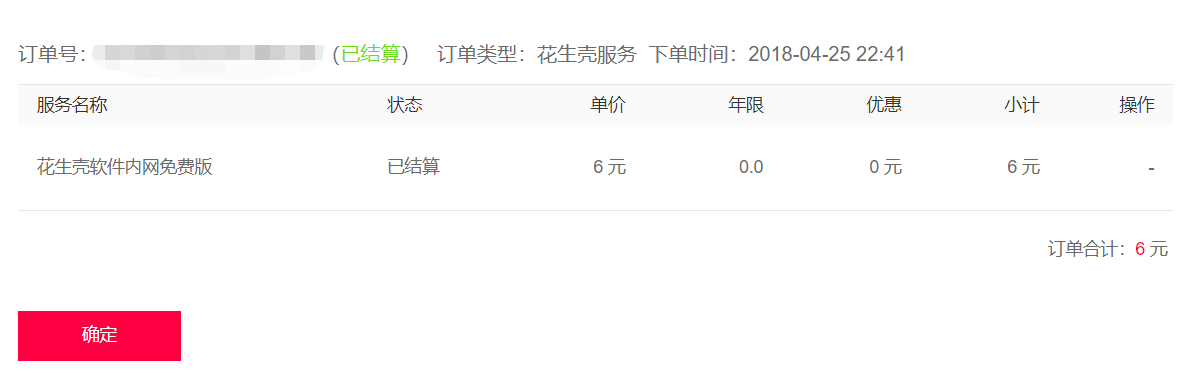 订单号： (已结算) 订单类型：花生壳服务 下单时间：2018-04-25 22:41
服务名称 状态 单价 年限 优惠 小计 操作
花生壳软件内网免费版 已结算 6 元 0.0 0 元 6 元 -
订单合计：6 元
确定